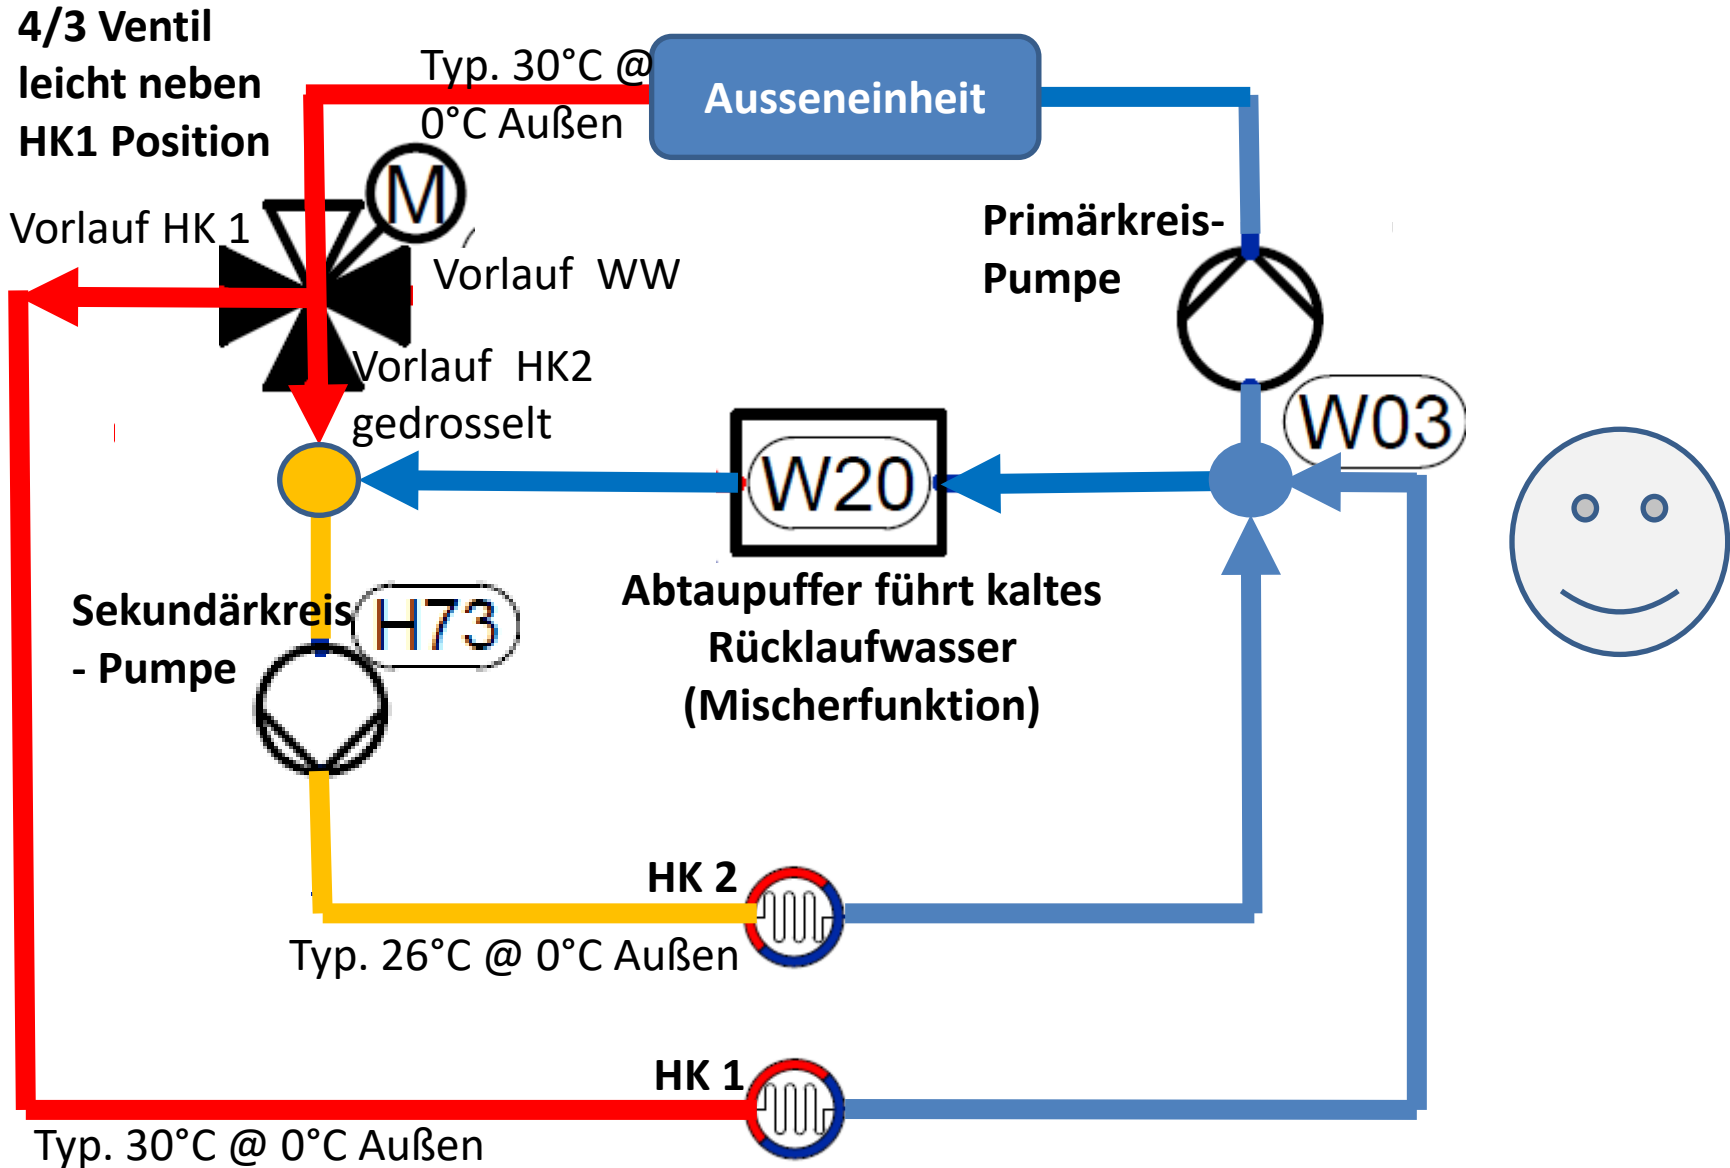 4/3 Ventil
leicht neben
HK1 Position
Typ. 30°C @
0°C Außen
Ausseneinheit
M
Vorlauf HK 1
Vorlauf WW
Primärkreis-
Pumpe
Vorlauf HK2
gedrosselt
W03
W20
Abtaupuffer führt kaltes
Rücklaufwasser
(Mischerfunktion)
Sekundärkreis
- Pumpe
H73
HK 2
Typ. 26°C @ 0°C Außen
HK 1
Typ. 30°C @ 0°C Außen